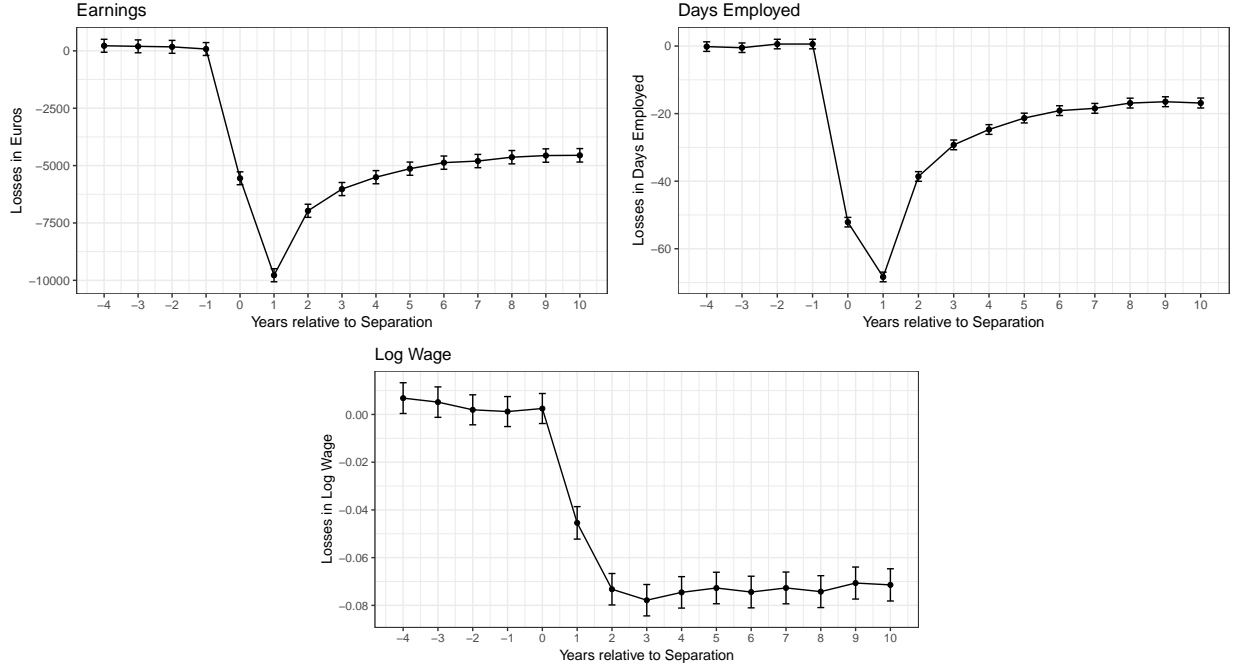 Earnings
Losses in Euros
0
−2500
−5000
−7500
−10000
−4 −3 −2 −1 0 1 2 3 4 5 6 7 8 9 10
Years relative to Separation
Days Employed
Losses in Days Employed
0
−20
−40
−60
−4 −3 −2 −1 0 1 2 3 4 5 6 7 8 9 10
Years relative to Separation
Log Wage
Losses in Log Wage
0.00
−0.02
−0.04
−0.06
−0.08
−4 −3 −2 −1 0 1 2 3 4 5 6 7 8 9 10
Years relative to Separation